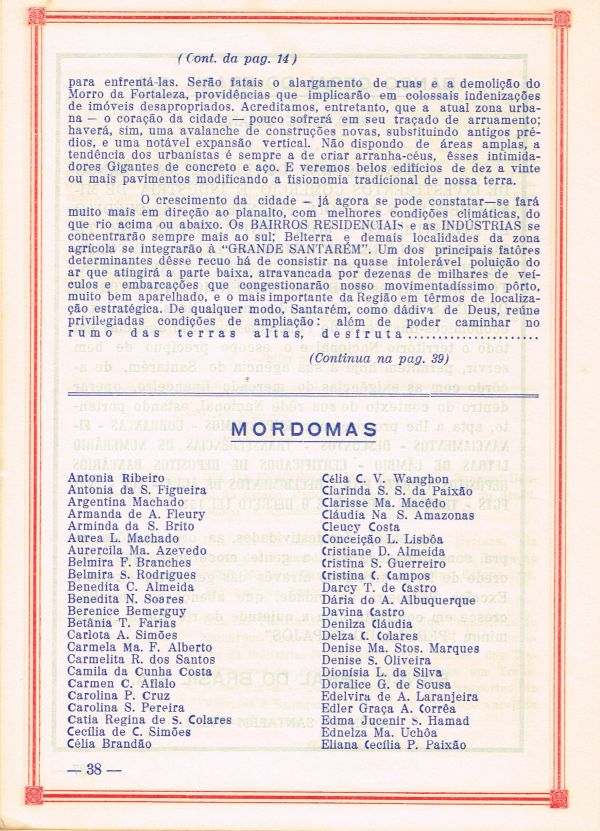 (Cont. da pag. 14)
para enfrentá-las. Serão fatais o alargamento de ruas e a demolição do
Morro da Fortaleza, providências que implicarão em colossais indenizações
de imóveis desapropriados. Acreditamos, entretanto, que a atual zona urba-
na — o coração da cidade — pouco sofrerá em seu traçado de arruamento;
haverá, sim, uma avalanche de construções novas, substituindo antigos pré-
dios, e uma notável expansão vertical. Não dispondo de áreas amplas, a
tendência dos urbanistas é sempre a de criar arranha-céus, êsses intimida-
dores Gigantes de concreto e aço. E veremos belos edifícios de dez a vinte
ou mais pavimentos modificando a fisionomia tradicional de nossa terra.
O crescimento da cidade — já agora se pode constatar—se fará
muito mais em direção ao planalto, com melhores condições climáticas, do
que rio acima ou abaixo. Os BAIRROS RESIDENCIAIS e as INDÚSTRIAS se
concentrarão sempre mais ao sul; Belterra e demais localidades da zona
agrícola se integrarão à "GRANDE SANTARÉM". Um dos principais fatôres
determinantes dêsse recuo há de consistir na quase intolerável poluição do
ar que atingirá a parte baixa, atravancada por dezenas de milhares de veí-
culos e embarcações que congestionarão nosso movimentadíssimo pôrto,
muito bem aparelhado, e o mais importante da Região em têrmos de localiza-
ção estratégica. De qualquer modo, Santarém, como dádiva de Deus, reúne
privilegiadas condições de ampliação: além de poder caminhar no
rumo das terras altas, desfruta.....................
(Continua na pag. 39)
MORDOMAS
Antonia Ribeiro
Antonia da S. Figueira
Argentina Machado
Armanda de A. Fleury
Arminda da S. Brito
Aurea L. Machado
Aurercila Ma. Azevedo
Belmira F. Branches
Belmira S. Rodrigues
Benedita C. Almeida
Benedita N. Soares
Berenice Bemerguy
Betânia T. Farias
Carlota A. Simões
Carmela Ma. F. Alberto
Carmelita R. dos Santos
Camila da Cunha Costa
Carmen C. Aflalo
Carolina P. Cruz
Carolina S. Pereira
Catia Regina de S. Colares
Cecília de C. Simões
Célia Brandão
Célia C. V. Wanghon
Clarinda S. S. da Paixão
Clarisse Ma. Macêdo
Cláudia Na S. Amazonas
Cleucy Costa
Conceição L. Lisbôa
Cristiane D. Almeida
Cristina S. Guerreiro
Cristina C. Campos
Darcy T. de Castro
Dária do A. Albuquerque
Davina Castro
Denilza Cláudia
Delza C. Colares
Denise Ma. Stos. Marques
Denise S. Oliveira
Dionísia L. da Silva
Doralice G. de Sousa
Edelvira de A. Laranjeira
Edler Graça A. Corrêa
Edma Jucenir S. Hamad
Ednelza Ma. Uchôa
Eliana Cecília P. Paixão
— 38 —